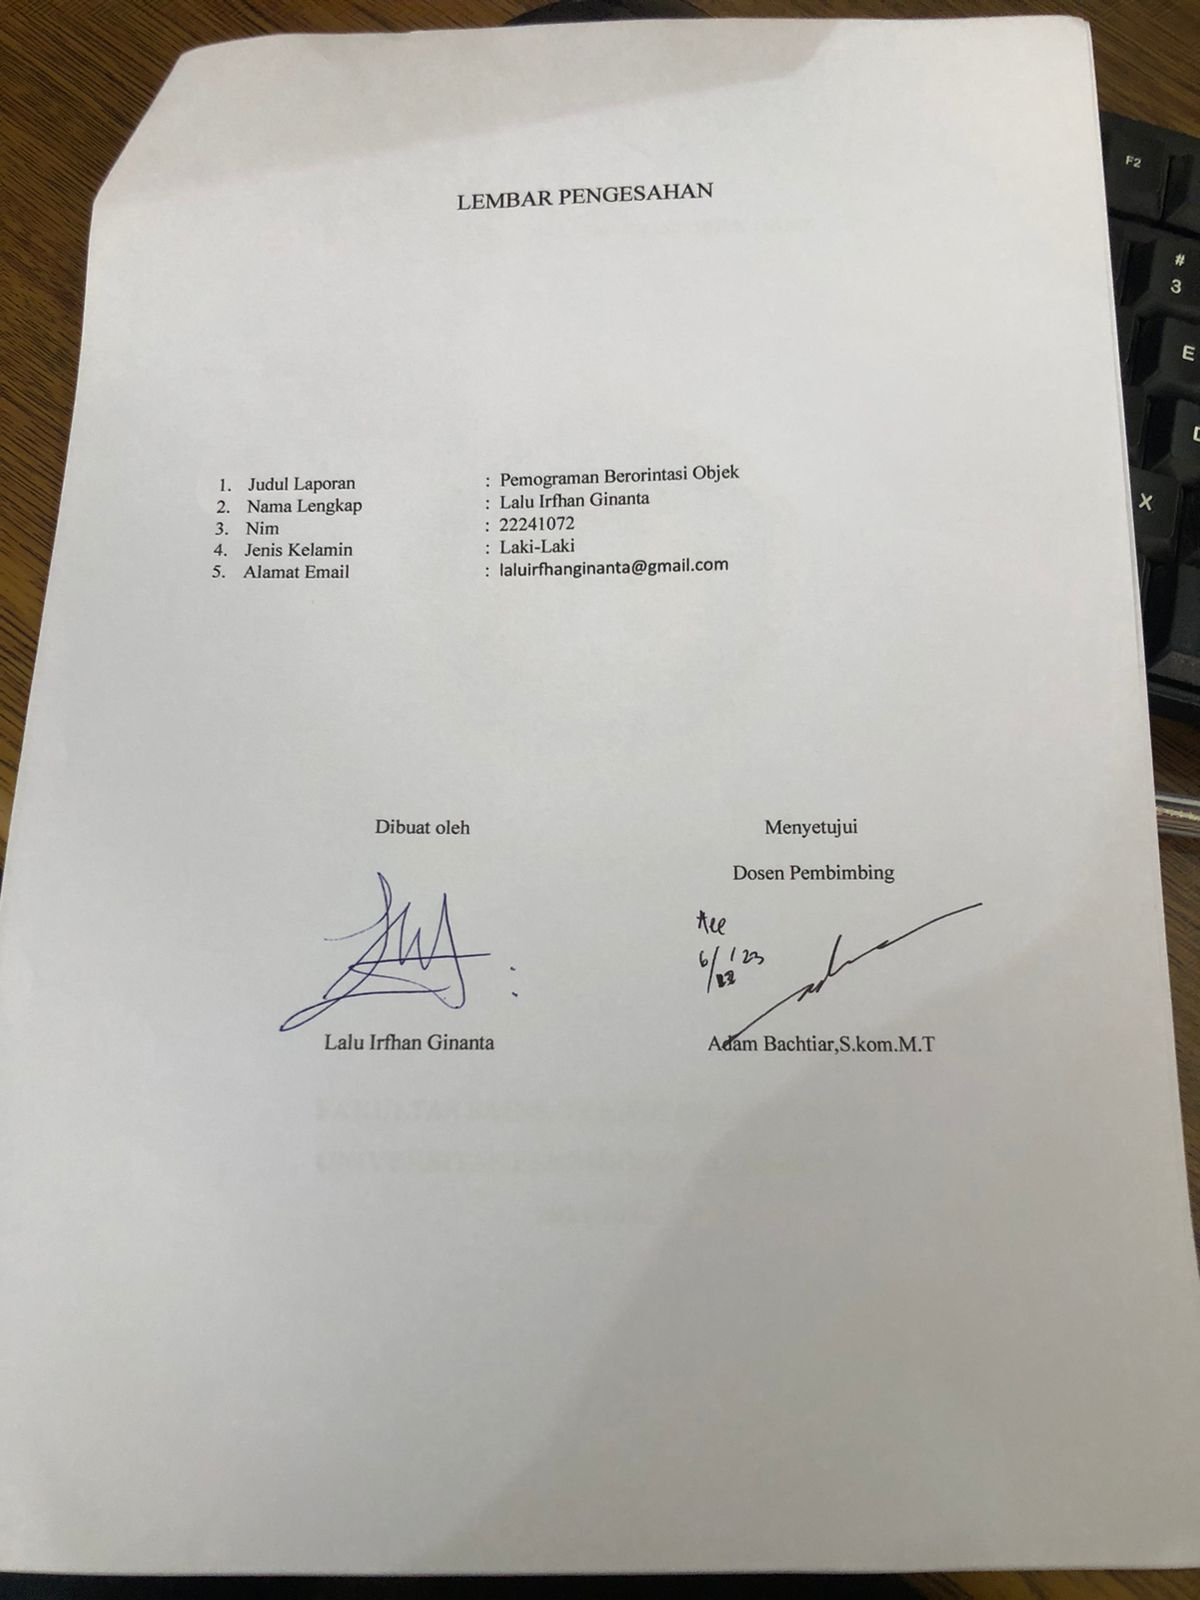 LEMBAR PENGESAHAN
1. Judul Laporan : Pemograman Berorintasi Objek
2. Nama Lengkap : Lalu Irfhan Ginanta
3. Nim : 22241072
4. Jenis Kelamin : Laki-Laki
5. Alamat Email : laluirfhanginanta@gmail.com
Dibuat oleh
Menyetujui
Dosen Pembimbing
Acc
6/12 '23
Lalu Irfhan Ginanta
Adam Bachtiar,S.kom.M.T
F2
#
3
E
X